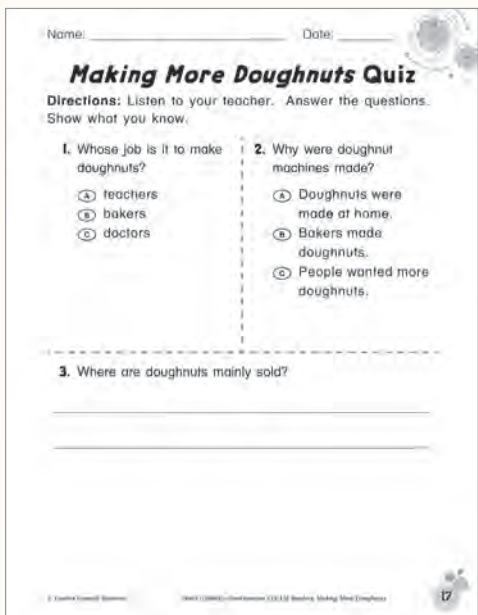 Name: Date:
Making More Doughnuts Quiz
Directions: Listen to your teacher. Answer the questions.
Show what you know.
1. Whose job is it to make
doughnuts?
A teachers
B bakers
C doctors
2. Why were doughnut
machines made?
A Doughnuts were
made at home.
B Bakers made
doughnuts.
C People wanted more
doughnuts.
3. Where are doughnuts mainly sold?
17